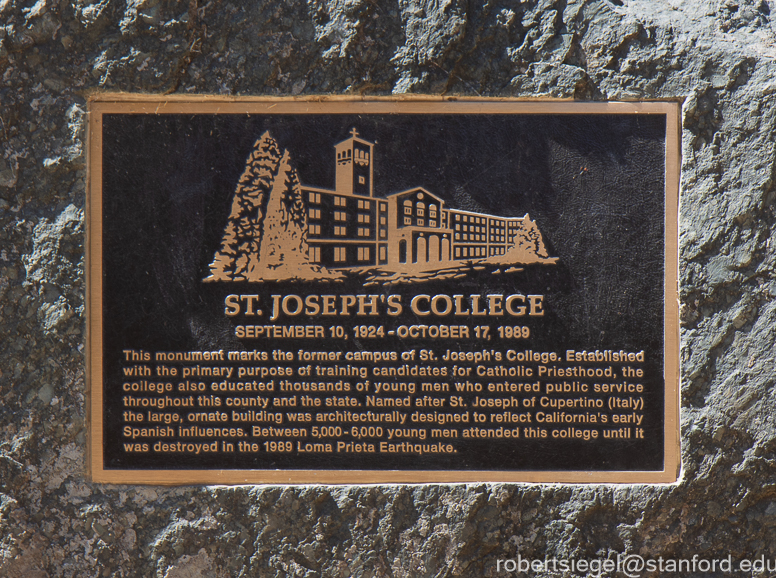 ST. JOSEPH'S COLLEGE
SEPTEMBER 10, 1924 - OCTOBER 17, 1989
This monument marks the former campus of St. Joseph's College. Established
with the primary purpose of training candidates for Catholic Priesthood, the
college also educated thousands of young men who entered public service
throughout this county and the state. Named after St. Joseph of Cupertino (Italy)
the large, ornate building was architecturally designed to reflect California's early
Spanish influences. Between 5,000-6,000 young men attended this college until it
was destroyed in the 1989 Loma Prieta Earthquake.
robertsiegel@stanford.edu